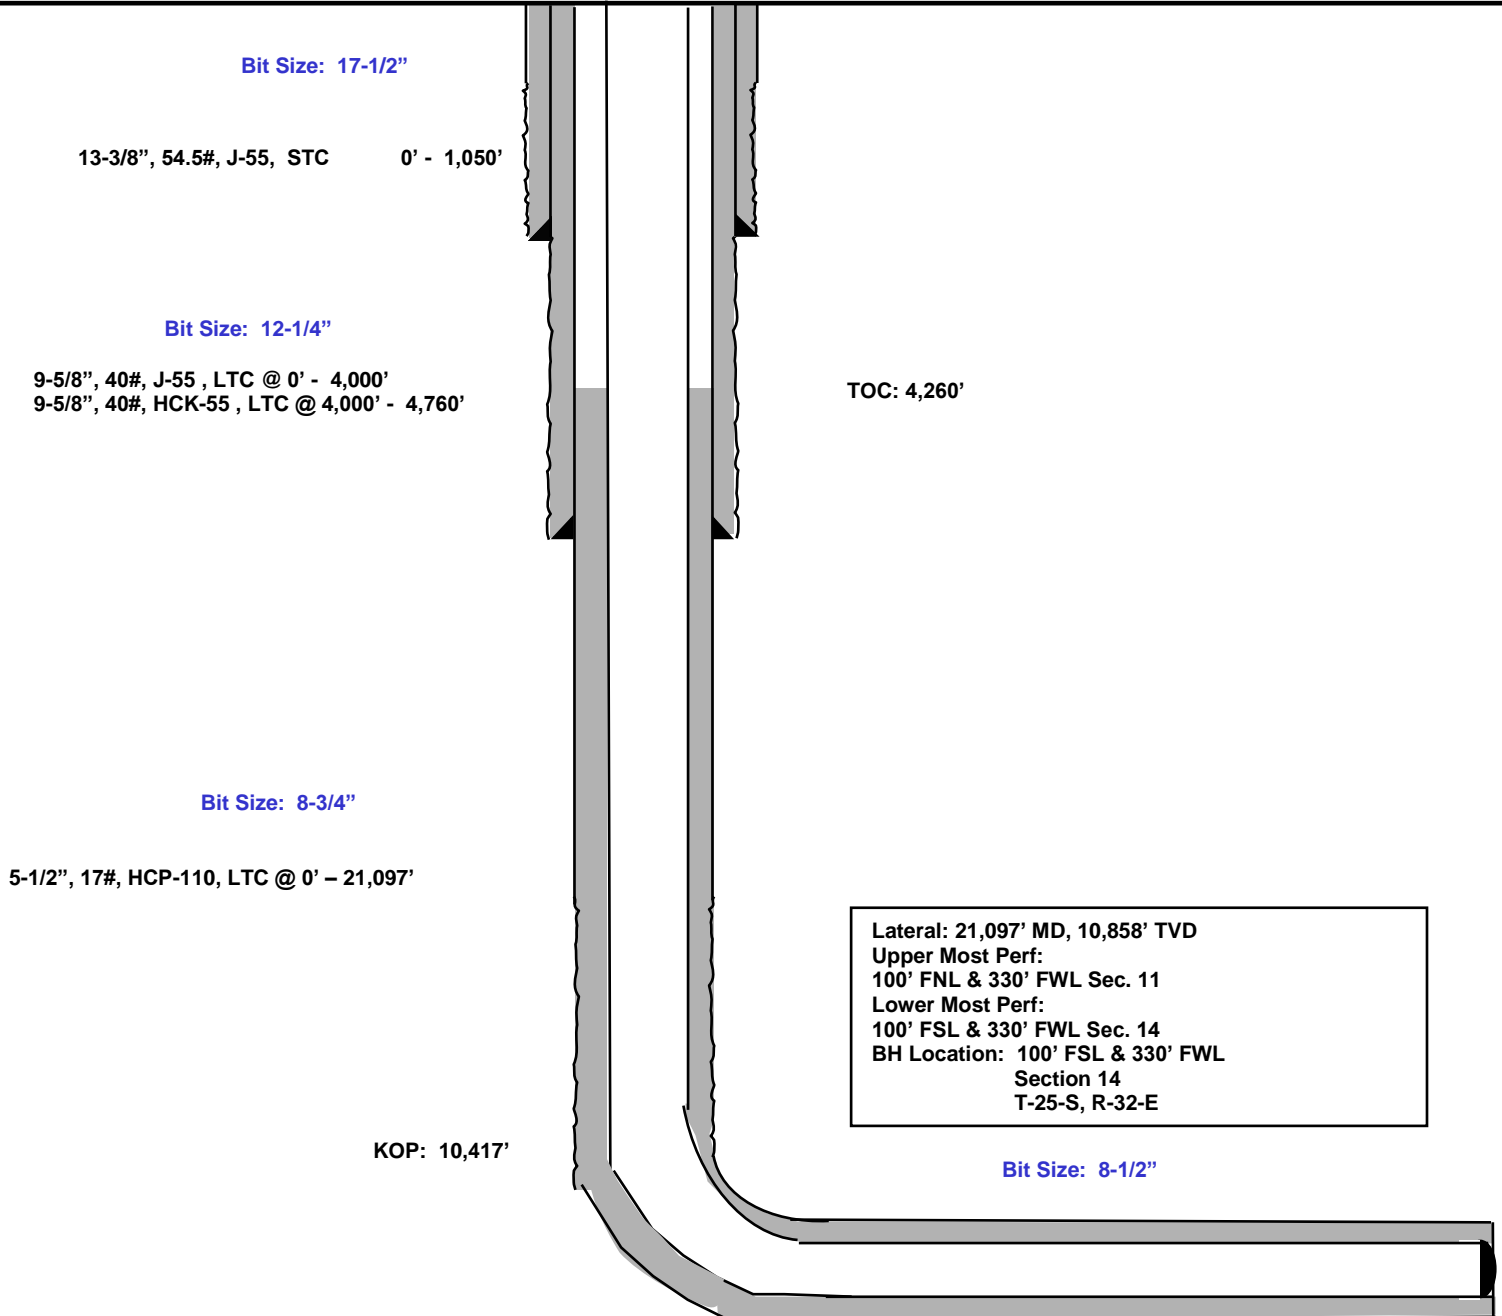 Bit Size: 17-1/2”
13-3/8”, 54.5#, J-55, STC 0’ - 1,050’
Bit Size: 12-1/4”
9-5/8”, 40#, J-55 , LTC @ 0’ - 4,000’
9-5/8”, 40#, HCK-55 , LTC @ 4,000’ - 4,760’
TOC: 4,260’
Bit Size: 8-3/4”
5-1/2”, 17#, HCP-110, LTC @ 0’ – 21,097’
Lateral: 21,097’ MD, 10,858’ TVD
Upper Most Perf:
100’ FNL & 330’ FWL Sec. 11
Lower Most Perf:
100’ FSL & 330’ FWL Sec. 14
BH Location: 100’ FSL & 330’ FWL
Section 14
T-25-S, R-32-E
KOP: 10,417’
Bit Size: 8-1/2”